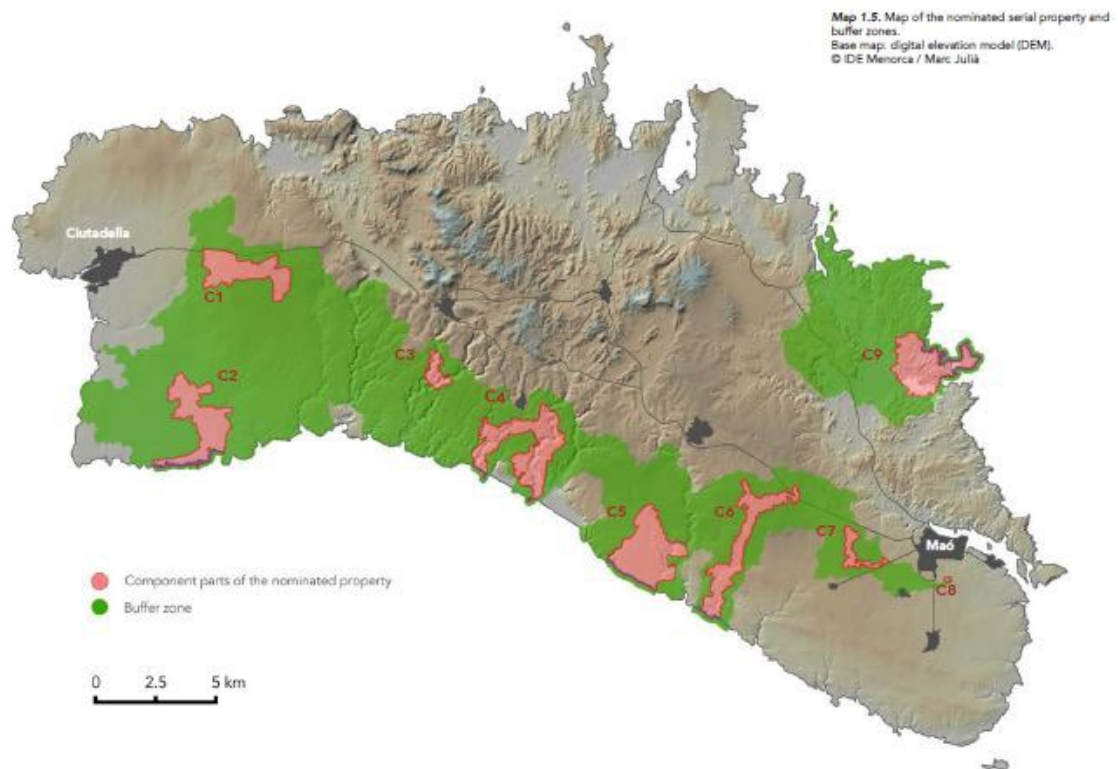 Map 1.5. Map of the nominated serial property and
buffer zones.
Base map: digital elevation model (DEM).
© IDE Menorca / Marc Julià
Ciutadella
C1
C2
C3
C4
C5
C6
C7
Maó
C8
C9
Component parts of the nominated property
Buffer zone
0 2.5 5 km